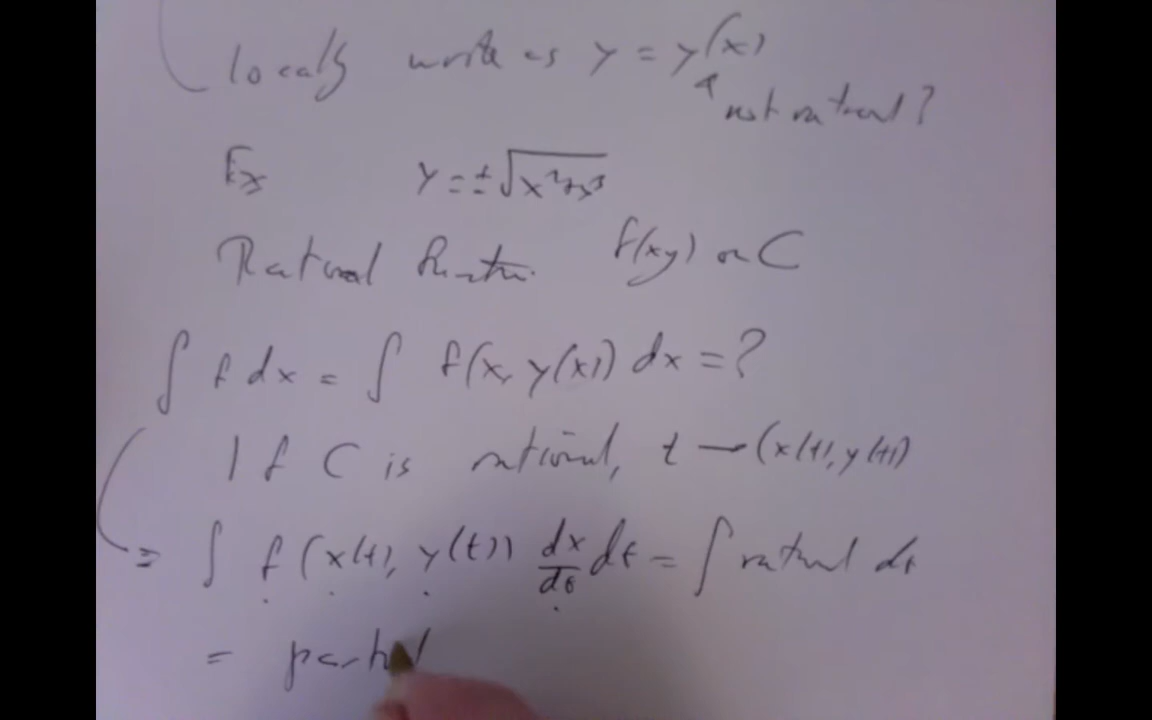 locally write as y = y(x)
not rational?
Ex y = ± √x²+x³
Rational function f(x,y) on C
∫ f dx = ∫ f(x, y(x)) dx = ?
If C is rational, t → (x(t), y(t))
= ∫ f(x(t), y(t)) dx/dt dt = ∫ rational dt
= partial